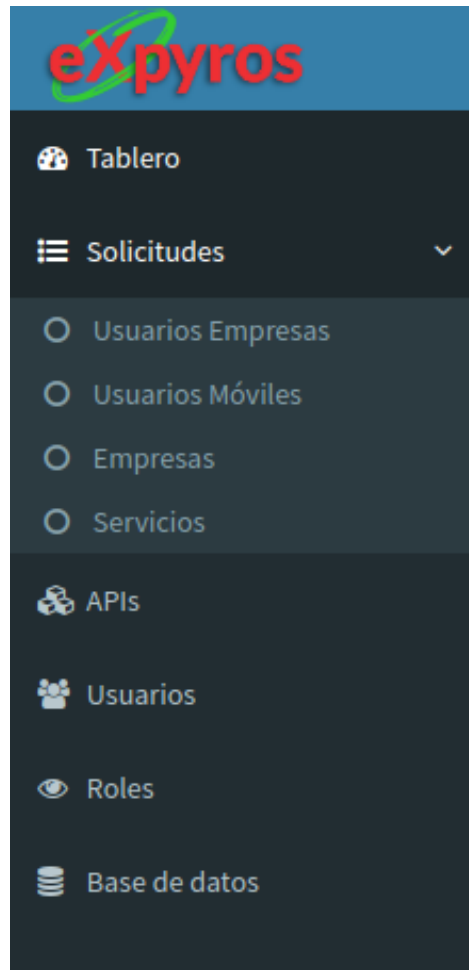 eXpyros
Tablero
Solicitudes
Usuarios Empresas
Usuarios Móviles
Empresas
Servicios
APIs
Usuarios
Roles
Base de datos